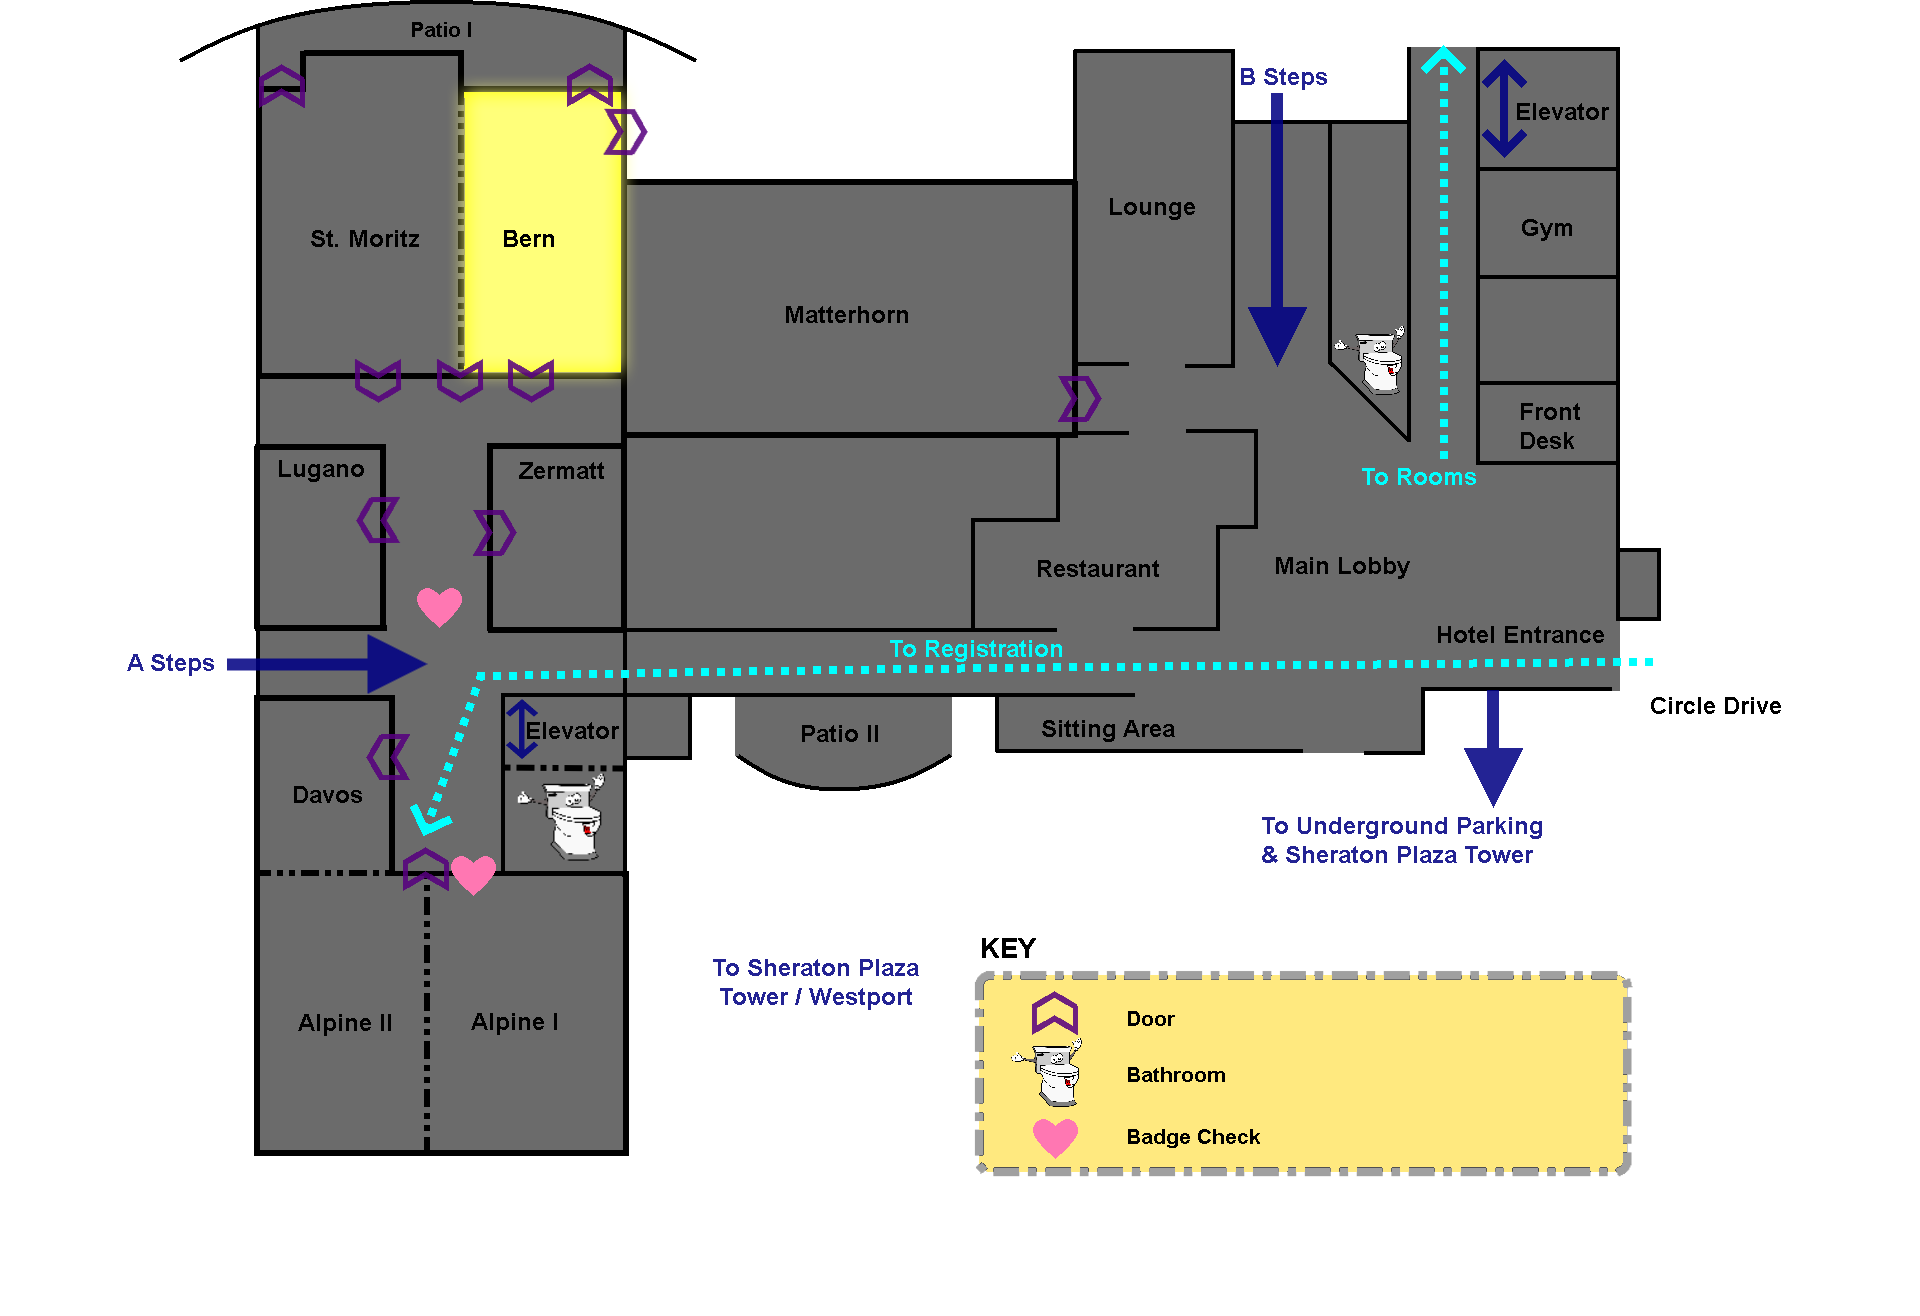 Patio I
B Steps
Elevator
Lounge
St. Moritz
Bern
Gym
Matterhorn
Front
Desk
Lugano
Zermatt
To Rooms
Restaurant
Main Lobby
Hotel Entrance
To Registration
A Steps
Circle Drive
Elevator
Patio II
Sitting Area
Davos
To Underground Parking
& Sheraton Plaza Tower
KEY
To Sheraton Plaza
Tower / Westport
Alpine II
Alpine I
Door
Bathroom
Badge Check